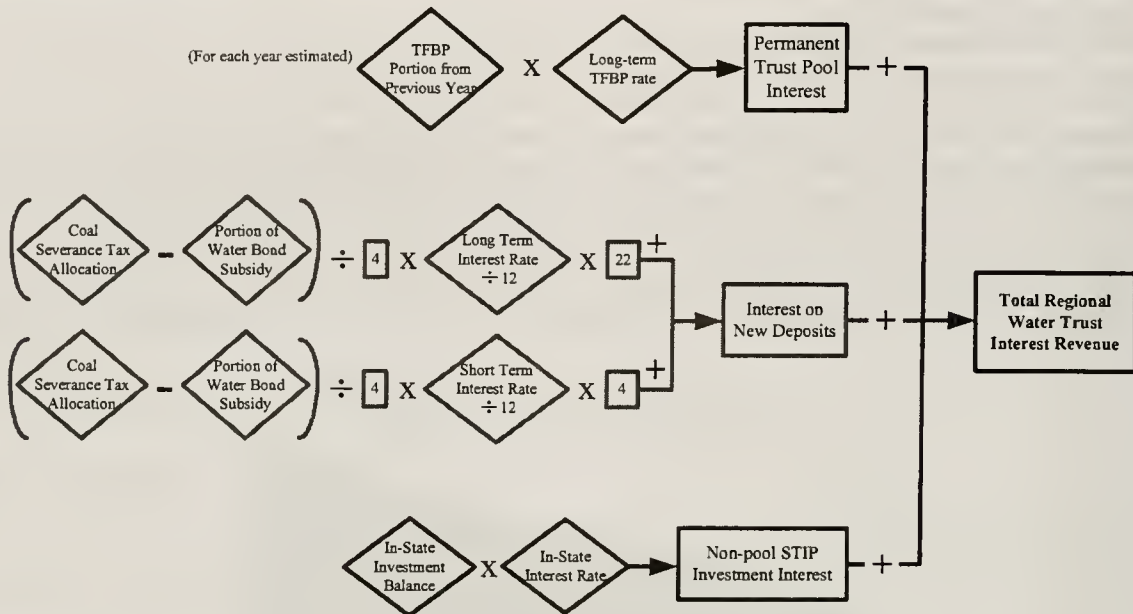 (For each year estimated)
TFBP
Portion from
Previous Year
X
Long-term
TFBP rate
Permanent
Trust Pool
Interest
+
(
Coal
Severance Tax
Allocation
-
Portion of
Water Bond
Subsidy
)
÷
4
X
Long Term
Interest Rate
÷ 12
X
22
+
Interest on
New Deposits
+
Total Regional
Water Trust
Interest Revenue
(
Coal
Severance Tax
Allocation
-
Portion of
Water Bond
Subsidy
)
÷
4
X
Short Term
Interest Rate
÷ 12
X
4
+
In-State
Investment
Balance
X
In-State
Interest Rate
Non-pool STIP
Investment Interest
+